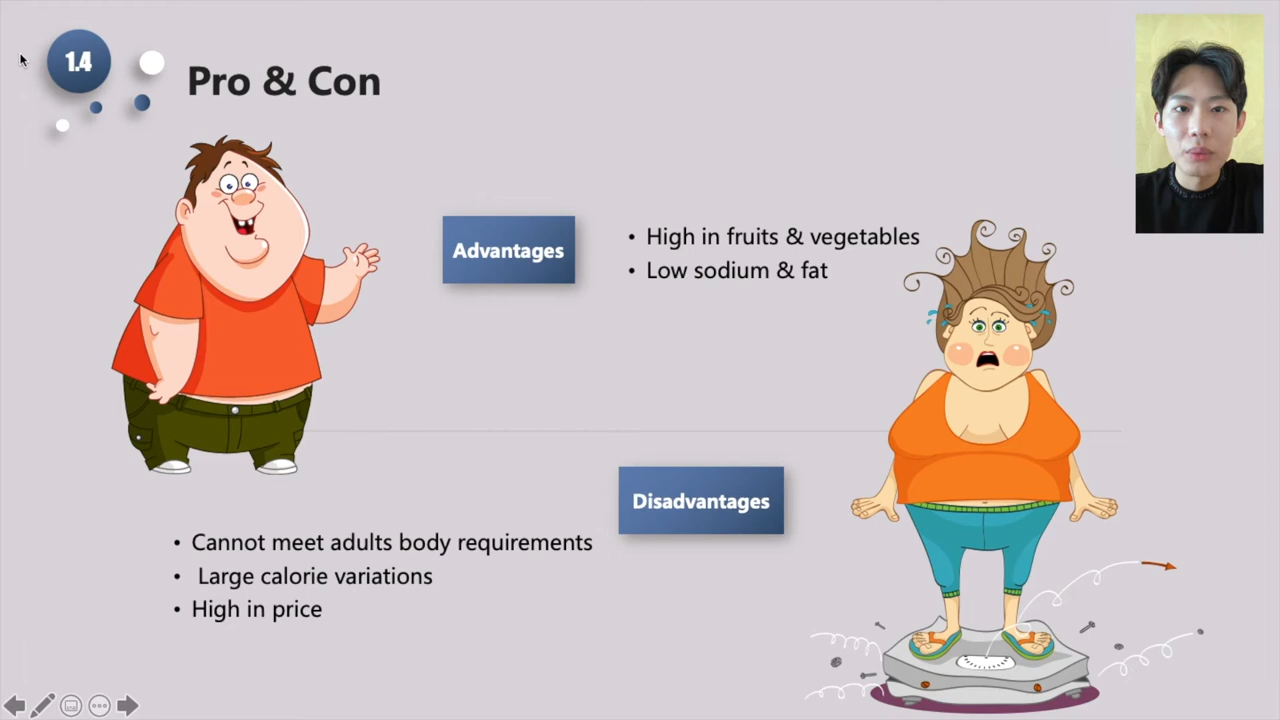 1.4
Pro & Con
Advantages
• High in fruits & vegetables
• Low sodium & fat
Disadvantages
• Cannot meet adults body requirements
• Large calorie variations
• High in price